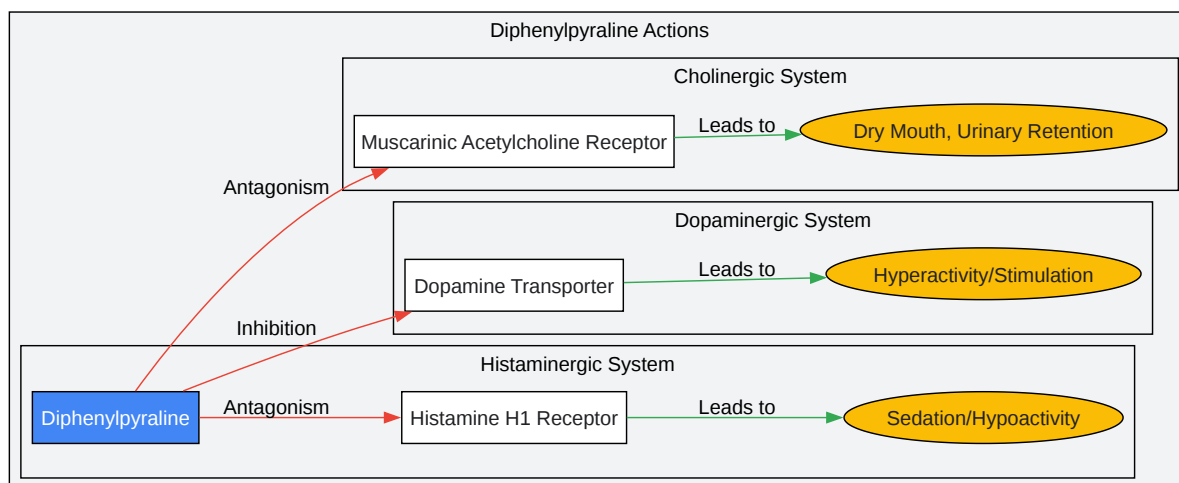 Diphenylpyraline Actions
Cholinergic System
Muscarinic Acetylcholine Receptor
Leads to
Dry Mouth, Urinary Retention
Antagonism
Dopaminergic System
Dopamine Transporter
Leads to
Hyperactivity/Stimulation
Inhibition
Histaminergic System
Diphenylpyraline
Antagonism
Histamine H1 Receptor
Leads to
Sedation/Hypoactivity